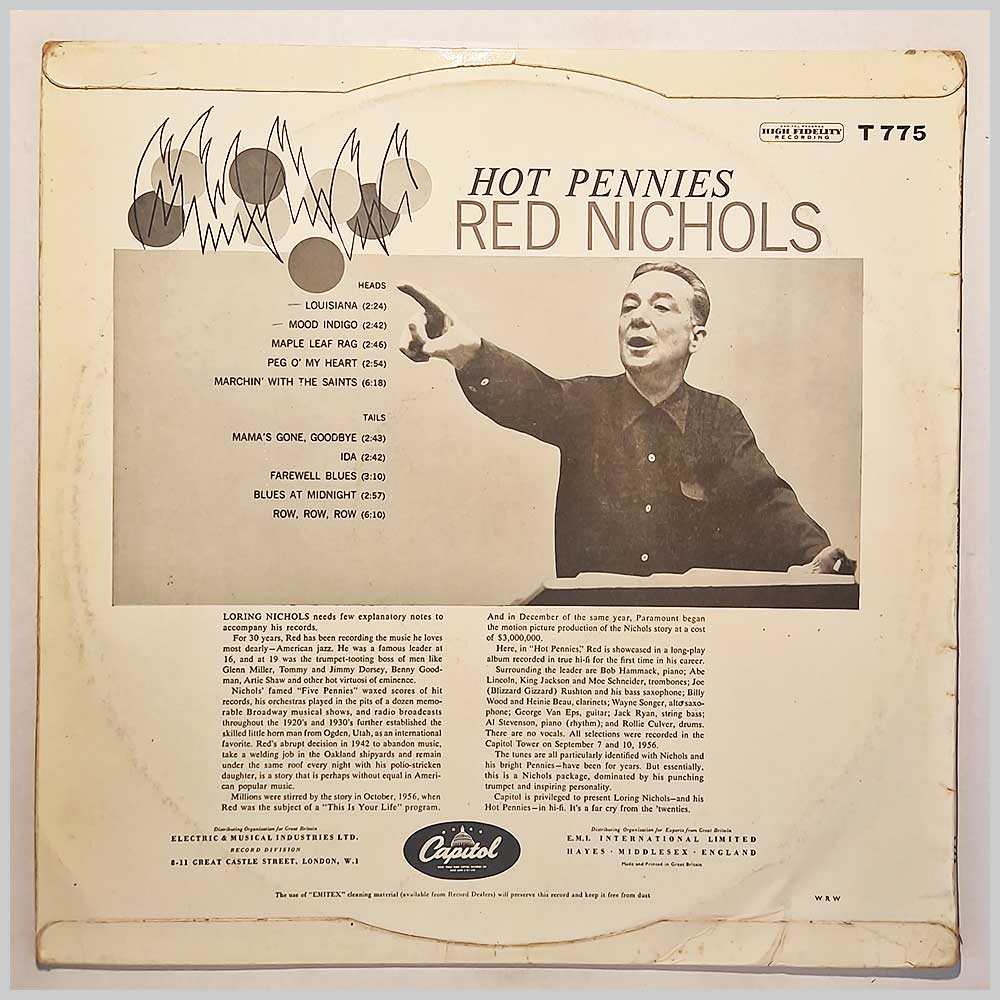 CAPITOL RECORDS
HIGH FIDELITY
RECORDING
T 775
HOT PENNIES
RED NICHOLS
HEADS
LOUISIANA (2:24)
MOOD INDIGO (2:42)
MAPLE LEAF RAG (2:46)
PEG O' MY HEART (2:54)
MARCHIN' WITH THE SAINTS (6:18)
TAILS
MAMA'S GONE, GOODBYE (2:43)
IDA (2:42)
FAREWELL BLUES (3:10)
BLUES AT MIDNIGHT (2:57)
ROW, ROW, ROW (6:10)
LORING NICHOLS needs few explanatory notes to
accompany his records.
For 30 years, Red has been recording the music he loves
most dearly—American jazz. He was a famous leader at
16, and at 19 was the trumpet-tooting boss of men like
Glenn Miller, Tommy and Jimmy Dorsey, Benny Good-
man, Artie Shaw and other hot virtuosi of eminence.
Nichols' famed "Five Pennies" waxed scores of hit
records, his orchestras played in the pits of a dozen memo-
rable Broadway musical shows, and radio broadcasts
throughout the 1920's and 1930's further established the
skilled little horn man from Ogden, Utah, as an international
favorite. Red's abrupt decision in 1942 to abandon music,
take a welding job in the Oakland shipyards and remain
under the same roof every night with his polio-stricken
daughter, is a story that is perhaps without equal in Ameri-
can popular music.
Millions were stirred by the story in October, 1956, when
Red was the subject of a "This Is Your Life" program.
And in December of the same year, Paramount began
the motion picture production of the Nichols story at a cost
of $3,000,000.
Here, in "Hot Pennies," Red is showcased in a long-play
album recorded in true hi-fi for the first time in his career.
Surrounding the leader are Bob Hammack, piano; Abe
Lincoln, King Jackson and Moe Schneider, trombones; Joe
(Blizzard Gizzard) Rushton and his bass saxophone; Billy
Wood and Heinie Beau, clarinets; Wayne Songer, alto saxo-
phone; George Van Eps, guitar; Jack Ryan, string bass;
Al Stevenson, piano (rhythm); and Rollie Culver, drums.
There are no vocals. All selections were recorded in the
Capitol Tower on September 7 and 10, 1956.
The tunes are all particularly identified with Nichols and
his bright Pennies—have been for years. But essentially,
this is a Nichols package, dominated by his punching
trumpet and inspiring personality.
Capitol is privileged to present Loring Nichols—and his
Hot Pennies—in hi-fi. It's a far cry from the 'twenties.
Distributing Organisation for Great Britain
ELECTRIC & MUSICAL INDUSTRIES LTD.
RECORD DIVISION
8-11 GREAT CASTLE STREET, LONDON, W.1
Capitol
Distributing Organisation for Exports from Great Britain
E.M.I. INTERNATIONAL LIMITED
HAYES · MIDDLESEX · ENGLAND
Made and Printed in Great Britain
The use of "EMITEX" cleaning material (available from Record Dealers) will preserve this record and keep it free from dust
W R W